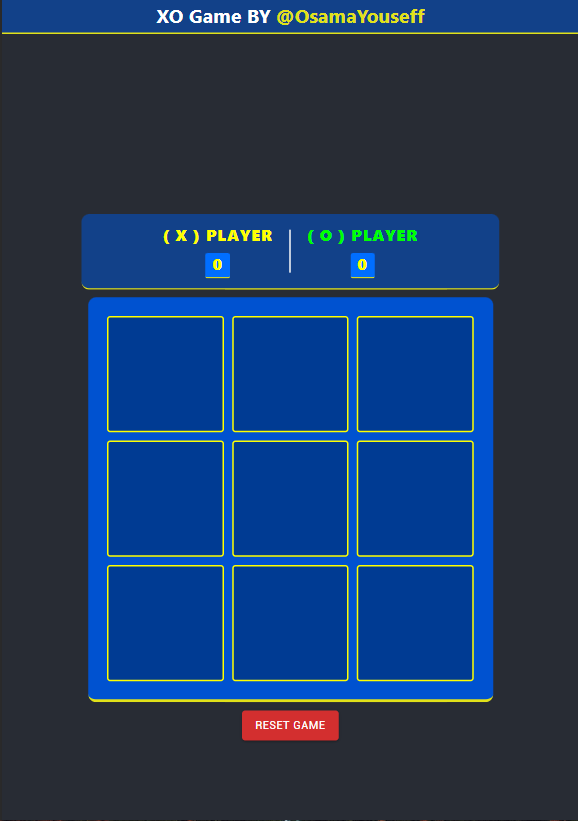 XO Game BY @OsamaYouseff
( X ) PLAYER
0
( O ) PLAYER
0
RESET GAME